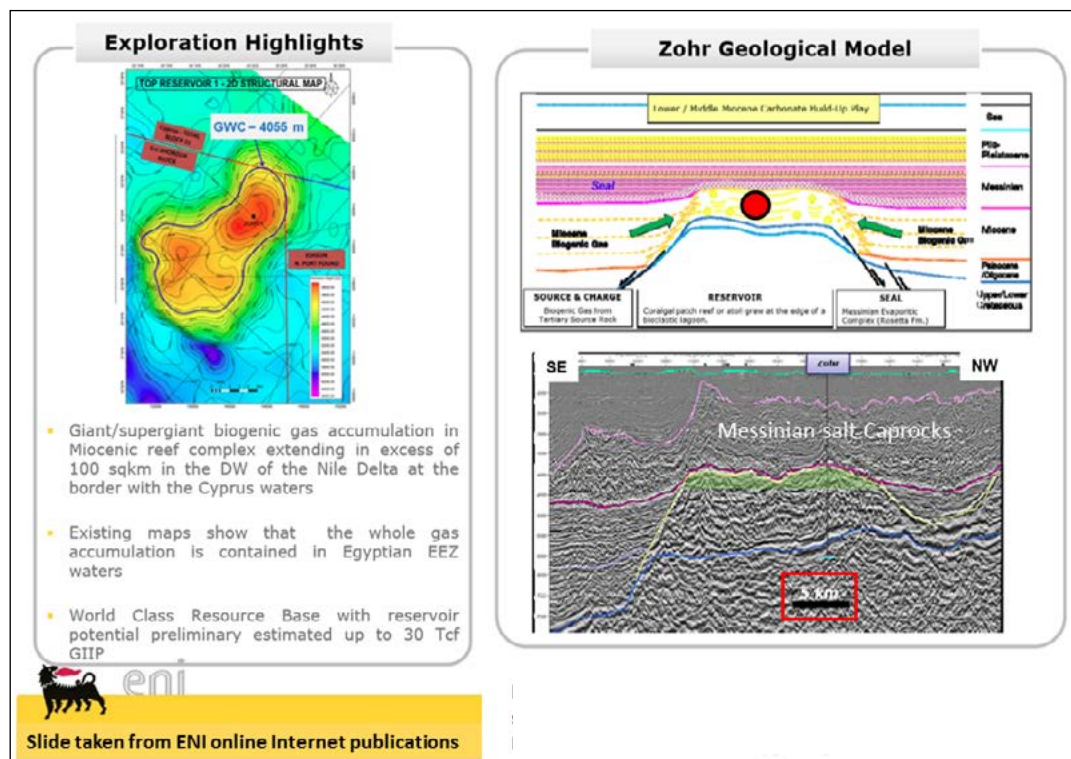 Exploration Highlights
TOP RESERVOIR 1 - 2D STRUCTURAL MAP
GWC – 4055 m
Giant/supergiant biogenic gas accumulation in
Miocenic reef complex extending in excess of
100 sqkm in the DW of the Nile Delta at the
border with the Cyprus waters
Existing maps show that the whole gas
accumulation is contained in Egyptian EEZ
waters
World Class Resource Base with reservoir
potential preliminary estimated up to 30 Tcf
GIIP
eni
Slide taken from ENI online Internet publications
Zohr Geological Model
Lower / Middle Miocene Carbonate Build-Up Play
Sea
Plio-
Pleistocene
Seal
Messinian
Miocene
Biogenic Gas
Miocene
Biogenic Gas
Miocene
Upper/Lower
Cretaceous
SOURCE & CHARGE
Biogenic Gas from
Tertiary Source Rock
RESERVOIR
Coralgal patch reef or atoll grew at the edge of a
bioclastic lagoon.
SEAL
Messinian Evaporitic
Complex (Rosetta Fm.)
SE
Zohr
NW
Messinian salt Caprocks
5 km